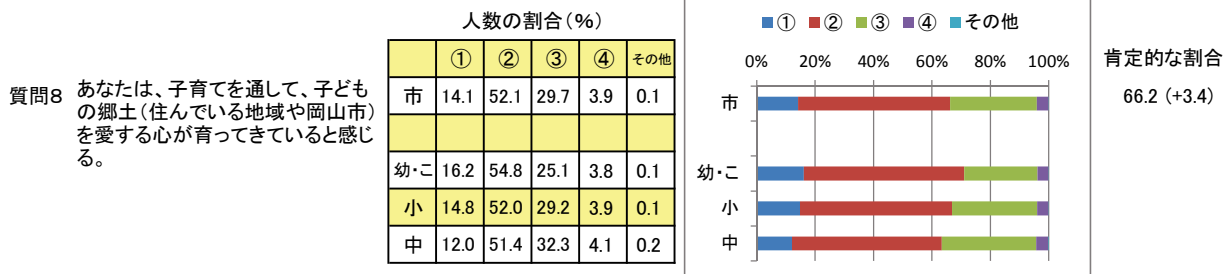 人数の割合(%)
① ② ③ ④ その他
質問8 あなたは、子育てを通して、子ども
の郷土(住んでいる地域や岡山市)
を愛する心が育ってきていると感じ
る。
市 14.1 52.1 29.7 3.9 0.1
幼・こ 16.2 54.8 25.1 3.8 0.1
小 14.8 52.0 29.2 3.9 0.1
中 12.0 51.4 32.3 4.1 0.2
① ② ③ ④ その他
0% 20% 40% 60% 80% 100%
市
幼・こ
小
中
肯定的な割合
66.2 (+3.4)